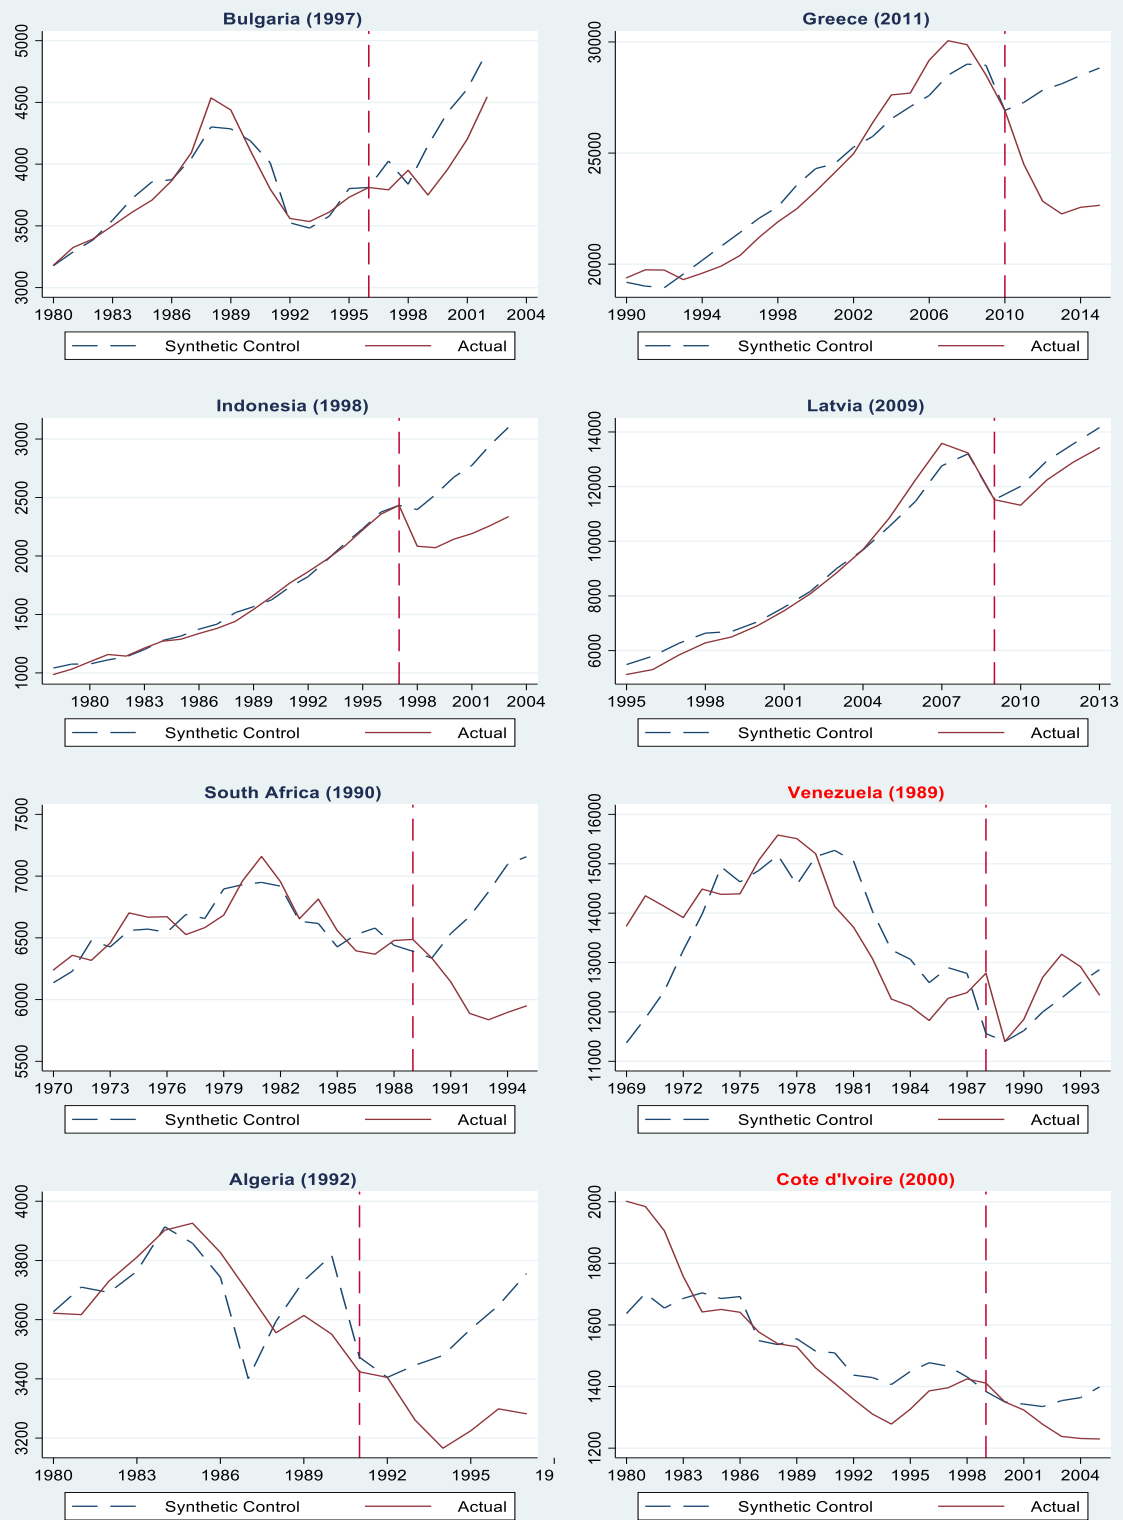 Bulgaria (1997)
5000
4500
4000
3500
3000
1980 1983 1986 1989 1992 1995 1998 2001 2004
Synthetic Control Actual
Greece (2011)
30000
25000
20000
1990 1994 1998 2002 2006 2010 2014
Synthetic Control Actual
Indonesia (1998)
3000
2500
2000
1500
1000
1980 1983 1986 1989 1992 1995 1998 2001 2004
Synthetic Control Actual
Latvia (2009)
14000
12000
10000
8000
6000
1995 1998 2001 2004 2007 2010 2013
Synthetic Control Actual
South Africa (1990)
7500
7000
6500
6000
5500
1970 1973 1976 1979 1982 1985 1988 1991 1994
Synthetic Control Actual
Venezuela (1989)
16000
15000
14000
13000
12000
11000
1969 1972 1975 1978 1981 1984 1987 1990 1993
Synthetic Control Actual
Algeria (1992)
4000
3800
3600
3400
3200
1980 1983 1986 1989 1992 1995 19
Synthetic Control Actual
Cote d'Ivoire (2000)
2000
1800
1600
1400
1200
1980 1983 1986 1989 1992 1995 1998 2001 2004
Synthetic Control Actual